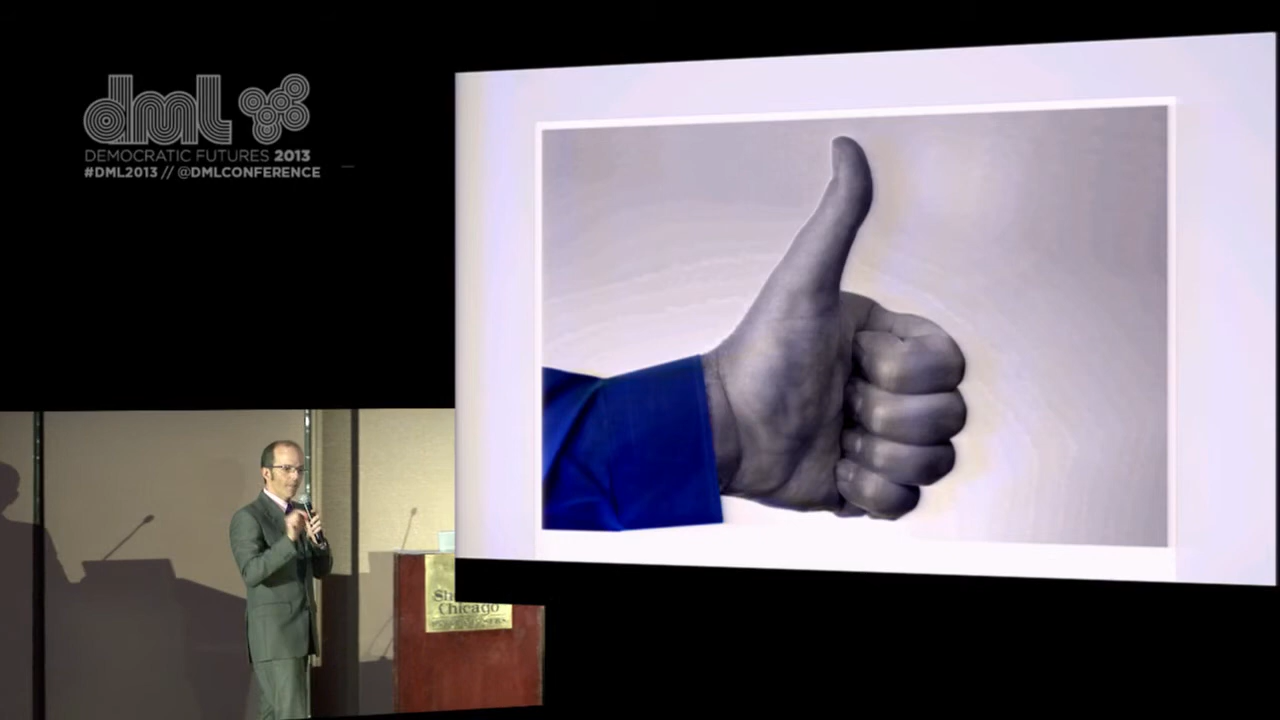 dml
DEMOCRATIC FUTURES 2013
#DML2013 // @DMLCONFERENCE
Chicago